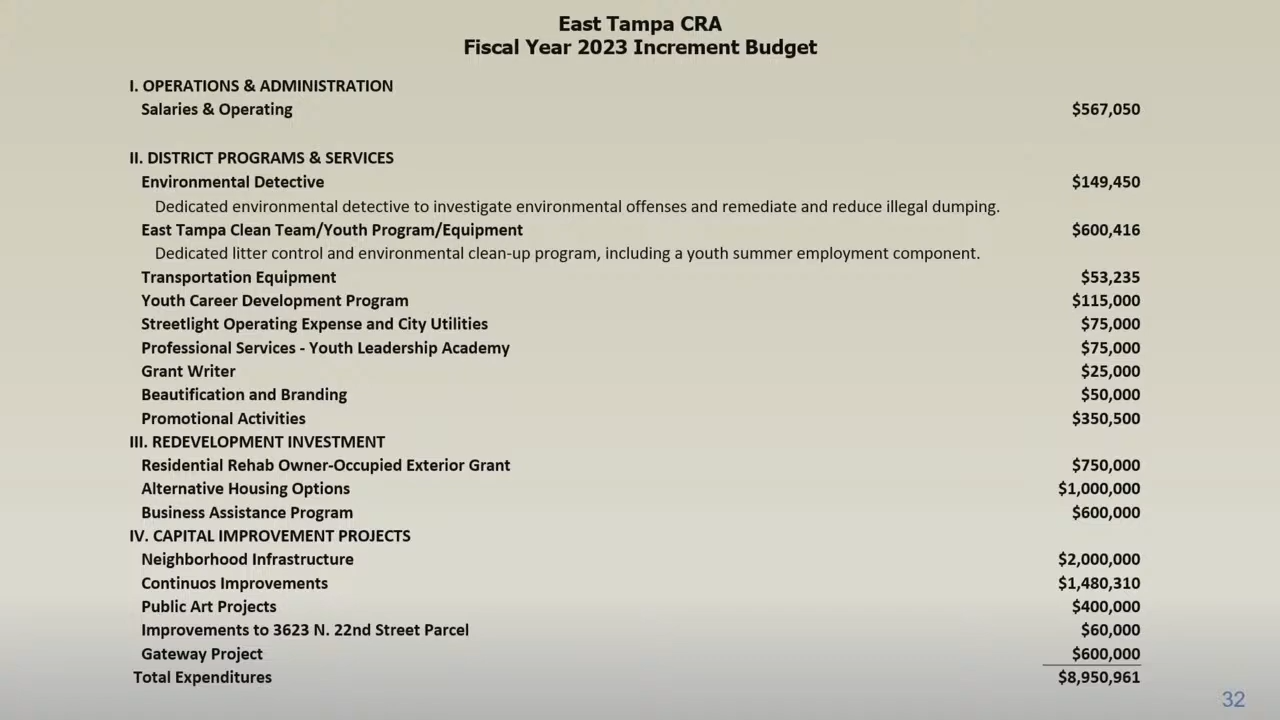 East Tampa CRA
Fiscal Year 2023 Increment Budget
I. OPERATIONS & ADMINISTRATION
Salaries & Operating $567,050
II. DISTRICT PROGRAMS & SERVICES
Environmental Detective $149,450
Dedicated environmental detective to investigate environmental offenses and remediate and reduce illegal dumping.
East Tampa Clean Team/Youth Program/Equipment $600,416
Dedicated litter control and environmental clean-up program, including a youth summer employment component.
Transportation Equipment $53,235
Youth Career Development Program $115,000
Streetlight Operating Expense and City Utilities $75,000
Professional Services - Youth Leadership Academy $75,000
Grant Writer $25,000
Beautification and Branding $50,000
Promotional Activities $350,500
III. REDEVELOPMENT INVESTMENT
Residential Rehab Owner-Occupied Exterior Grant $750,000
Alternative Housing Options $1,000,000
Business Assistance Program $600,000
IV. CAPITAL IMPROVEMENT PROJECTS
Neighborhood Infrastructure $2,000,000
Continuos Improvements $1,480,310
Public Art Projects $400,000
Improvements to 3623 N. 22nd Street Parcel $60,000
Gateway Project $600,000
Total Expenditures $8,950,961
32